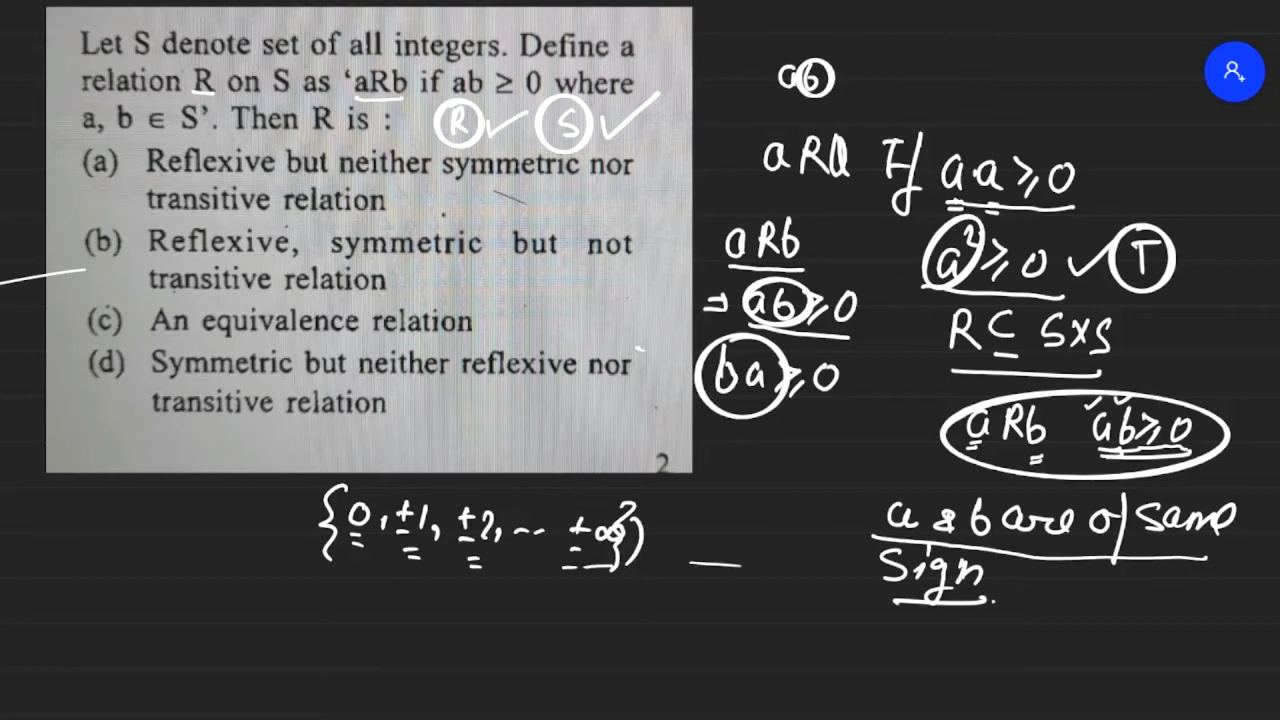 Let S denote set of all integers. Define a
relation R on S as ‘aRb if ab ≥ 0 where
a, b ∈ S’. Then R is :
R ✓ S ✓
(a) Reflexive but neither symmetric nor
transitive relation
(b) Reflexive, symmetric but not
transitive relation
(c) An equivalence relation
(d) Symmetric but neither reflexive nor
transitive relation
2
ab
aRa If a.a ≥ 0
a² ≥ 0 ✓ T
R ⊂ S×S
aRb
⇒ ab ≥ 0
ba ≥ 0
aRb ab ≥ 0
a & b are of same
Sign.
{0, ±1, ±2, ... ±∞}